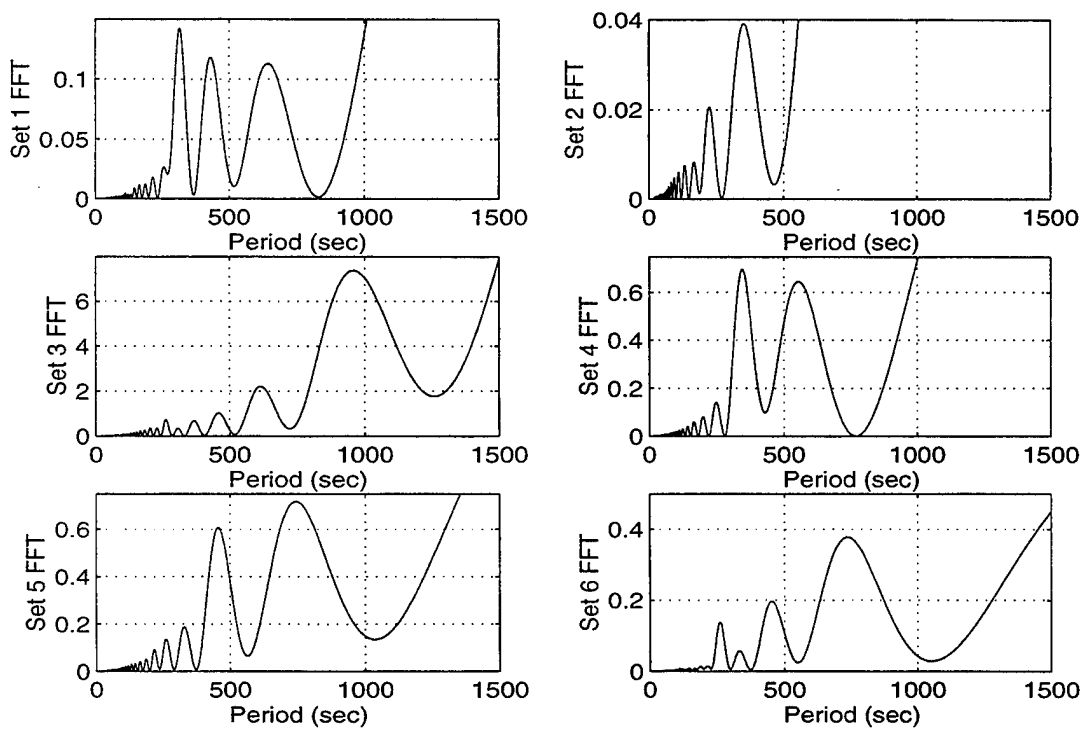 Set 1 FFT
0.1
0.05
0
0 500 1000 1500
Period (sec)
Set 2 FFT
0.04
0.02
0
0 500 1000 1500
Period (sec)
Set 3 FFT
6
4
2
0
0 500 1000 1500
Period (sec)
Set 4 FFT
0.6
0.4
0.2
0
0 500 1000 1500
Period (sec)
Set 5 FFT
0.6
0.4
0.2
0
0 500 1000 1500
Period (sec)
Set 6 FFT
0.4
0.2
0
0 500 1000 1500
Period (sec)